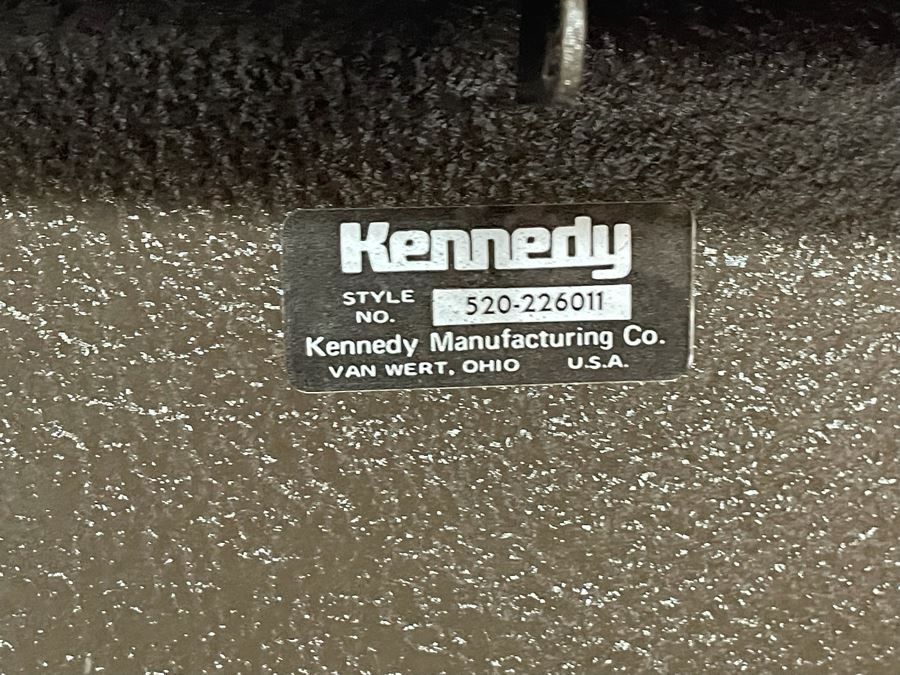 Kennedy
STYLE NO. 520-226011
Kennedy Manufacturing Co.
VAN WERT, OHIO U.S.A.